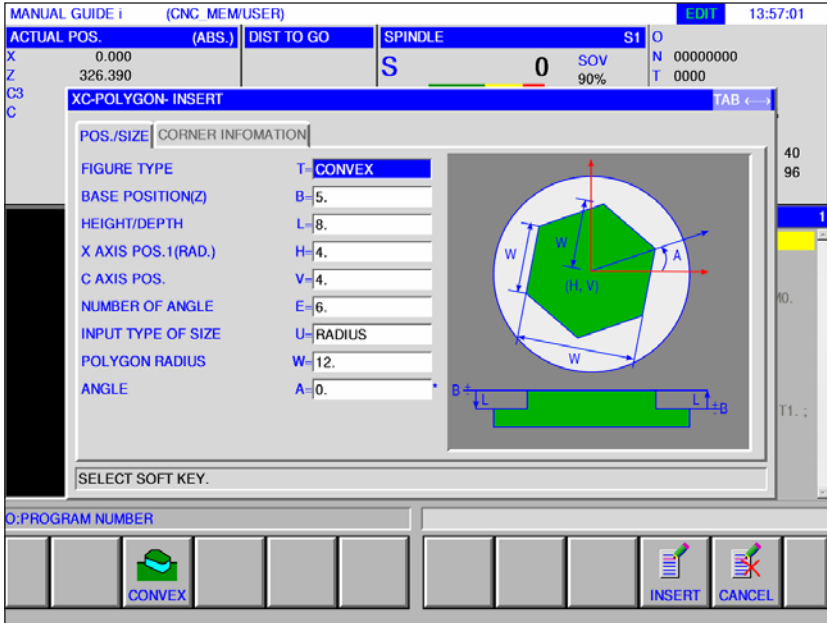 MANUAL GUIDE i (CNC_MEM/USER) EDIT 13:57:01
ACTUAL POS. (ABS.) DIST TO GO SPINDLE S1 O
X 0.000 S 0 SOV N 00000000
Z 326.390 90% T 0000
C3
C
XC-POLYGON- INSERT TAB
POS./SIZE CORNER INFOMATION
40
96
FIGURE TYPE T=CONVEX
BASE POSITION(Z) B=5.
HEIGHT/DEPTH L=8.
X AXIS POS.1(RAD.) H=4.
C AXIS POS. V=4.
NUMBER OF ANGLE E=6.
INPUT TYPE OF SIZE U=RADIUS
POLYGON RADIUS W=12.
ANGLE A=0. *
W
W
A
(H, V)
W
B ± L L ±B
1
M0.
T1. ;
SELECT SOFT KEY.
O:PROGRAM NUMBER
CONVEX INSERT CANCEL